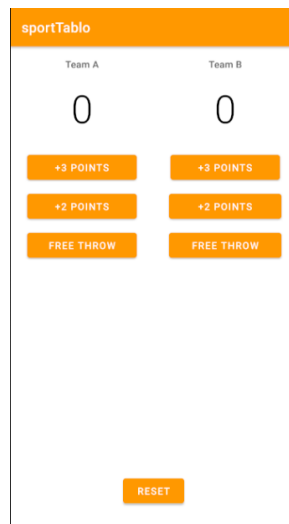 sportTablo
Team A Team B
0 0
+3 POINTS +3 POINTS
+2 POINTS +2 POINTS
FREE THROW FREE THROW
RESET